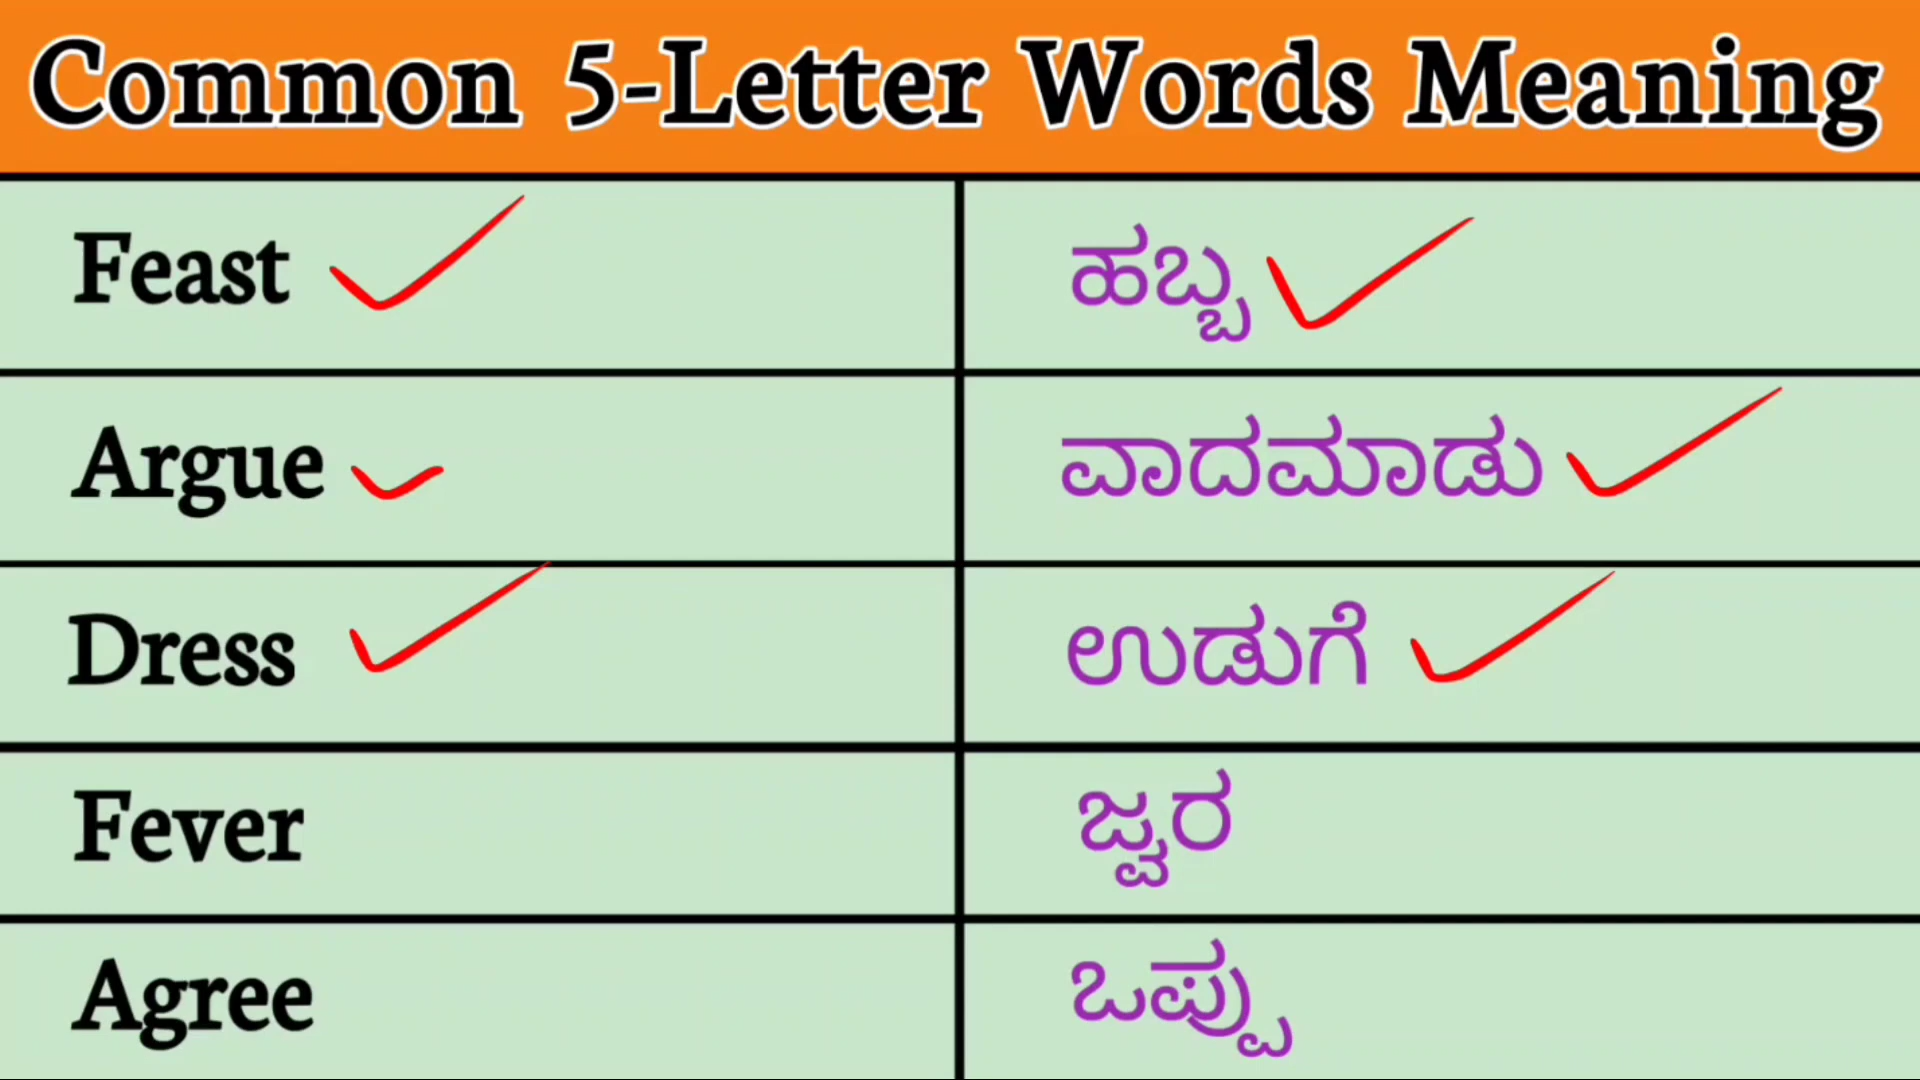 Common 5-Letter Words Meaning
Feast ಹಬ್ಬ
Argue ವಾದಮಾಡು
Dress ಉಡುಗೆ
Fever ಜ್ವರ
Agree ಒಪ್ಪು